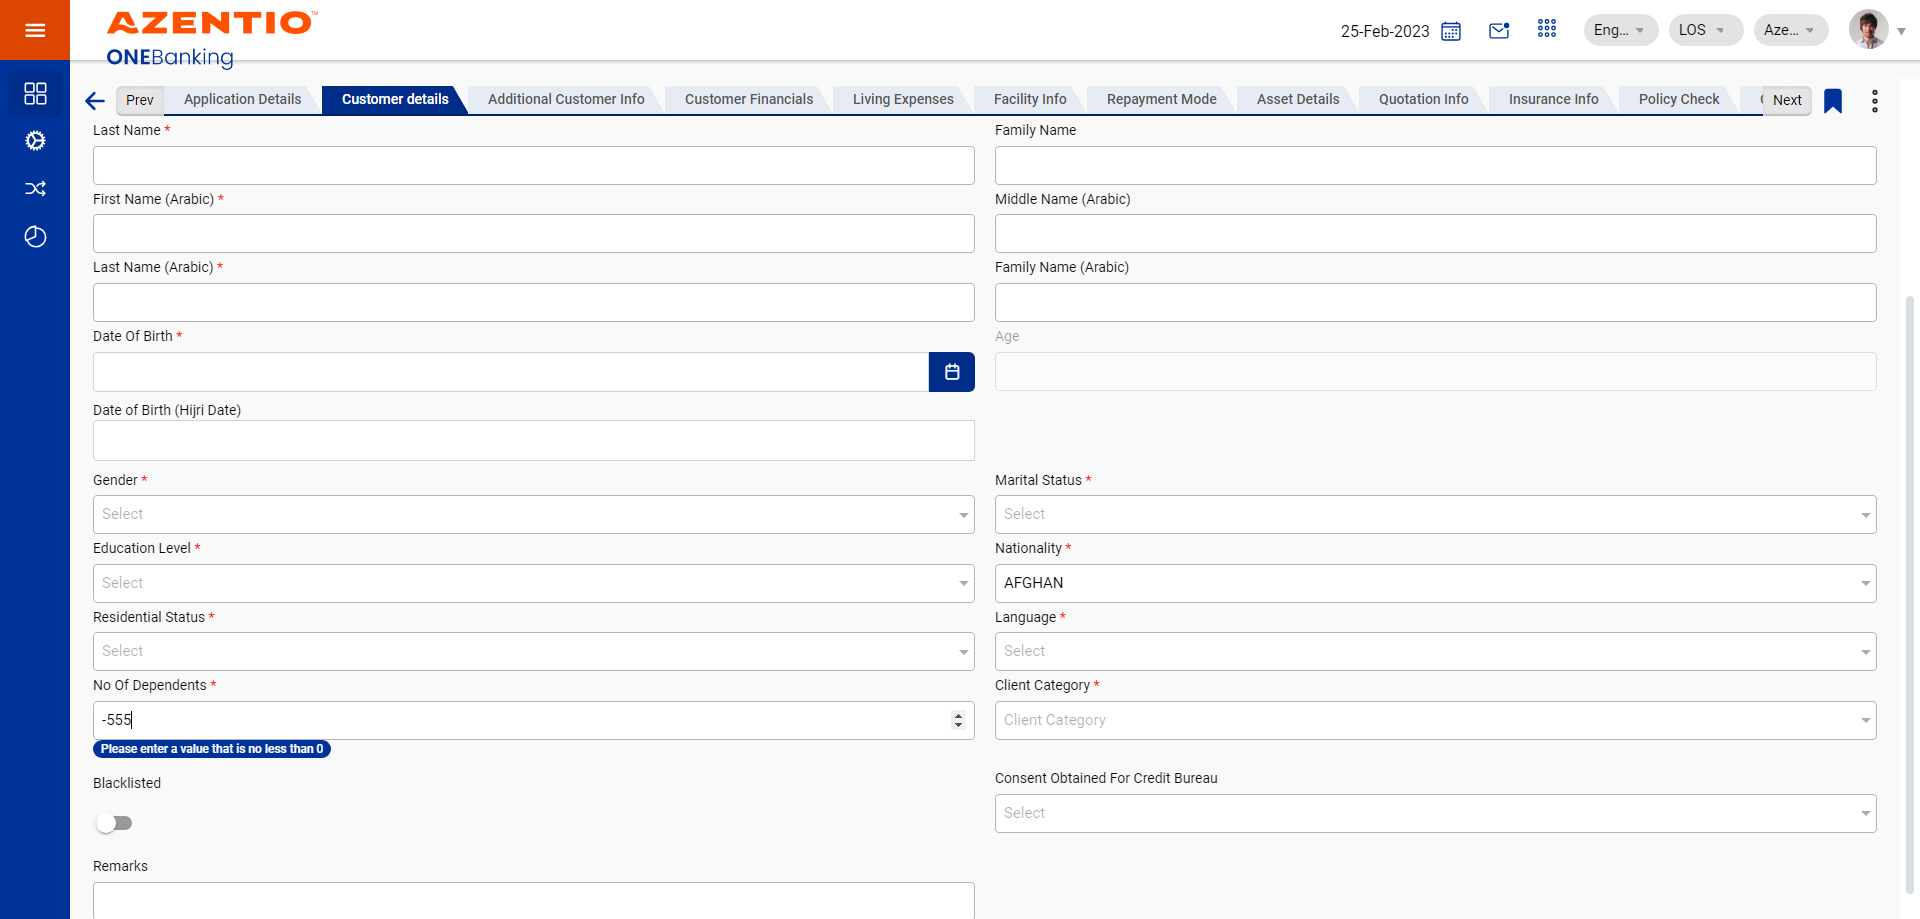 AZENTIO™
ONEBanking
25-Feb-2023
Eng...
LOS
Aze...
Prev
Application Details
Customer details
Additional Customer Info
Customer Financials
Living Expenses
Facility Info
Repayment Mode
Asset Details
Quotation Info
Insurance Info
Policy Check
Next
Last Name *
Family Name
First Name (Arabic) *
Middle Name (Arabic)
Last Name (Arabic) *
Family Name (Arabic)
Date Of Birth *
Age
Date of Birth (Hijri Date)
Gender *
Select
Marital Status *
Select
Education Level *
Select
Nationality *
AFGHAN
Residential Status *
Select
Language *
Select
No Of Dependents *
-555
Please enter a value that is no less than 0
Client Category *
Client Category
Blacklisted
Consent Obtained For Credit Bureau
Select
Remarks